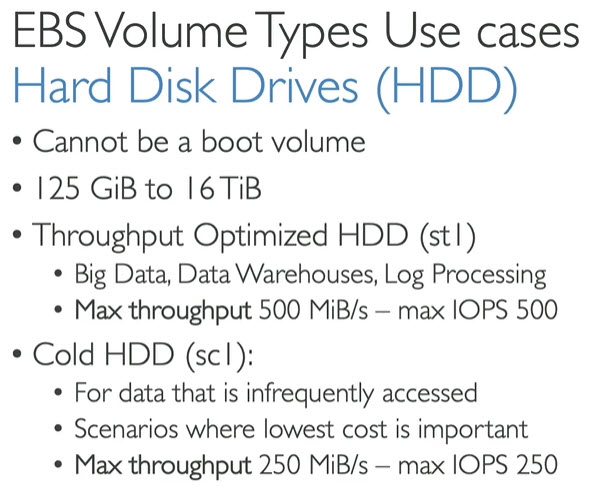 EBS Volume Types Use cases
Hard Disk Drives (HDD)
• Cannot be a boot volume
• 125 GiB to 16 TiB
• Throughput Optimized HDD (st1)
• Big Data, Data Warehouses, Log Processing
• Max throughput 500 MiB/s – max IOPS 500
• Cold HDD (sc1):
• For data that is infrequently accessed
• Scenarios where lowest cost is important
• Max throughput 250 MiB/s – max IOPS 250